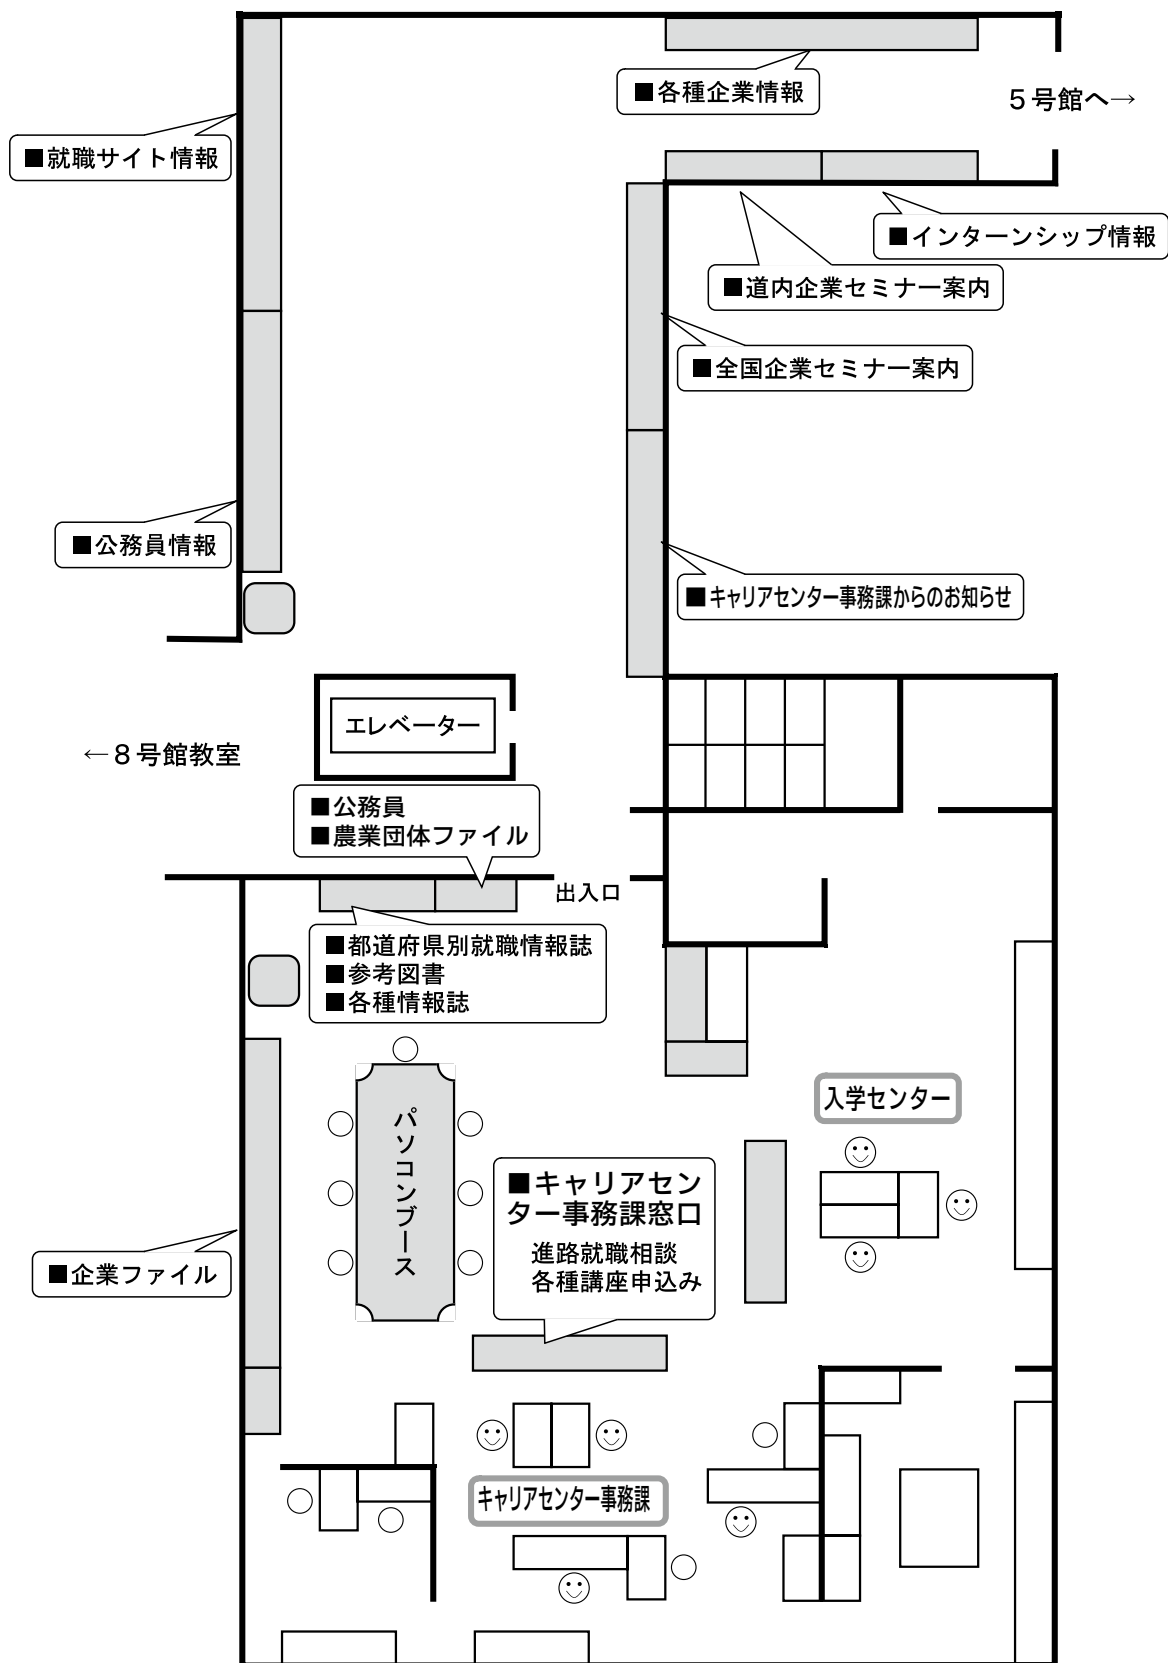 ■各種企業情報
5号館へ→
■就職サイト情報
■インターンシップ情報
■道内企業セミナー案内
■全国企業セミナー案内
■公務員情報
■キャリアセンター事務課からのお知らせ
エレベーター
←8号館教室
■公務員
■農業団体ファイル
出入口
■都道府県別就職情報誌
■参考図書
■各種情報誌
入学センター
パソコンブース
■キャリアセン
ター事務課窓口
進路就職相談
各種講座申込み
■企業ファイル
キャリアセンター事務課